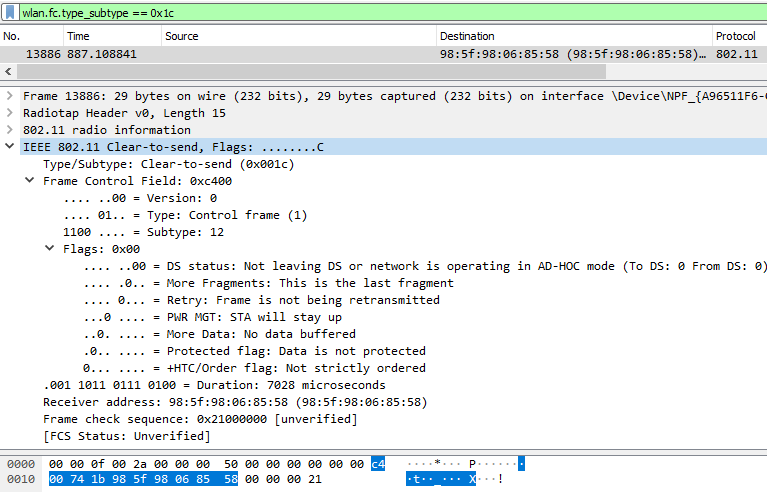 wlan.fc.type_subtype == 0x1c
No. Time Source Destination Protocol
13886 887.108841 98:5f:98:06:85:58 (98:5f:98:06:85:58)… 802.11
Frame 13886: 29 bytes on wire (232 bits), 29 bytes captured (232 bits) on interface \Device\NPF_{A96511F6-
Radiotap Header v0, Length 15
802.11 radio information
IEEE 802.11 Clear-to-send, Flags: ........C
Type/Subtype: Clear-to-send (0x001c)
Frame Control Field: 0xc400
.... ..00 = Version: 0
.... 01.. = Type: Control frame (1)
1100 .... = Subtype: 12
Flags: 0x00
.... ..00 = DS status: Not leaving DS or network is operating in AD-HOC mode (To DS: 0 From DS: 0)
.... .0.. = More Fragments: This is the last fragment
.... 0... = Retry: Frame is not being retransmitted
...0 .... = PWR MGT: STA will stay up
..0. .... = More Data: No data buffered
.0.. .... = Protected flag: Data is not protected
0... .... = +HTC/Order flag: Not strictly ordered
.001 1011 0111 0100 = Duration: 7028 microseconds
Receiver address: 98:5f:98:06:85:58 (98:5f:98:06:85:58)
Frame check sequence: 0x21000000 [unverified]
[FCS Status: Unverified]
0000 00 00 0f 00 2a 00 00 00 50 00 00 00 00 00 00 c4 ····*··· P·······
0010 00 74 1b 98 5f 98 06 85 58 00 00 00 21 ·t··_··· X···!